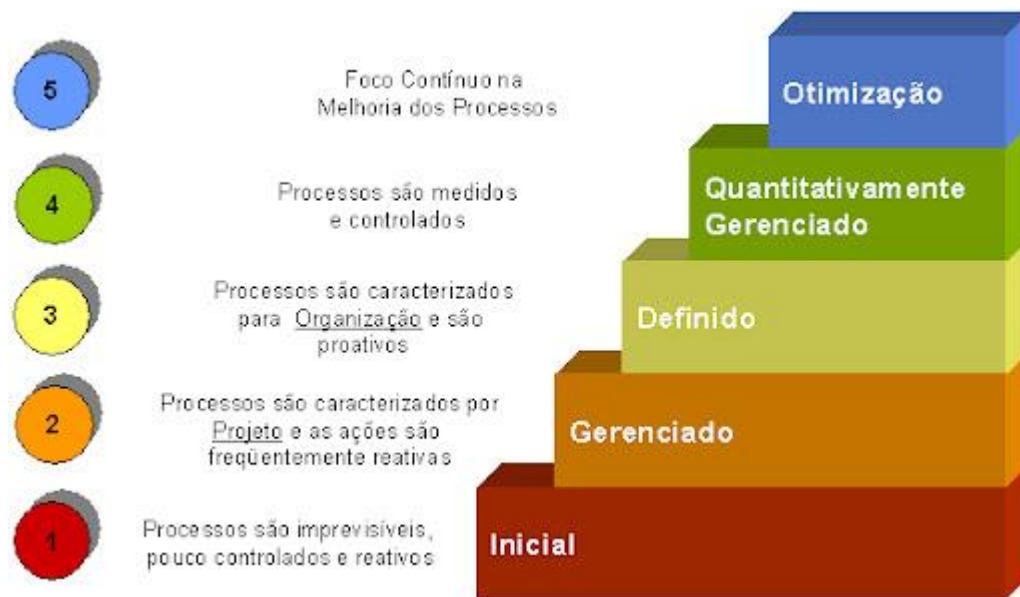 5
Foco Contínuo na
Melhoria dos Processos
Otimização
4
Processos são medidos
e controlados
Quantitativamente
Gerenciado
3
Processos são caracterizados
para Organização e são
proativos
Definido
2
Processos são caracterizados por
Projeto e as ações são
freqüentemente reativas
Gerenciado
1
Processos são imprevisíveis,
pouco controlados e reativos
Inicial